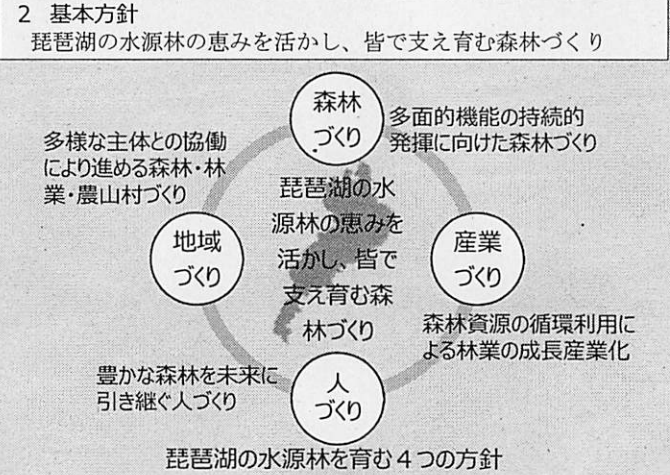 2 基本方針
琵琶湖の水源林の恵みを活かし、皆で支え育む森林づくり
森林
づくり
多面的機能の持続的
発揮に向けた森林づくり
多様な主体との協働
により進める森林・林
業・農山村づくり
琵琶湖の水
源林の恵みを
活かし、皆で
支え育む森
林づくり
地域
づくり
産業
づくり
森林資源の循環利用に
よる林業の成長産業化
豊かな森林を未来に
引き継ぐ人づくり
人
づくり
琵琶湖の水源林を育む4つの方針